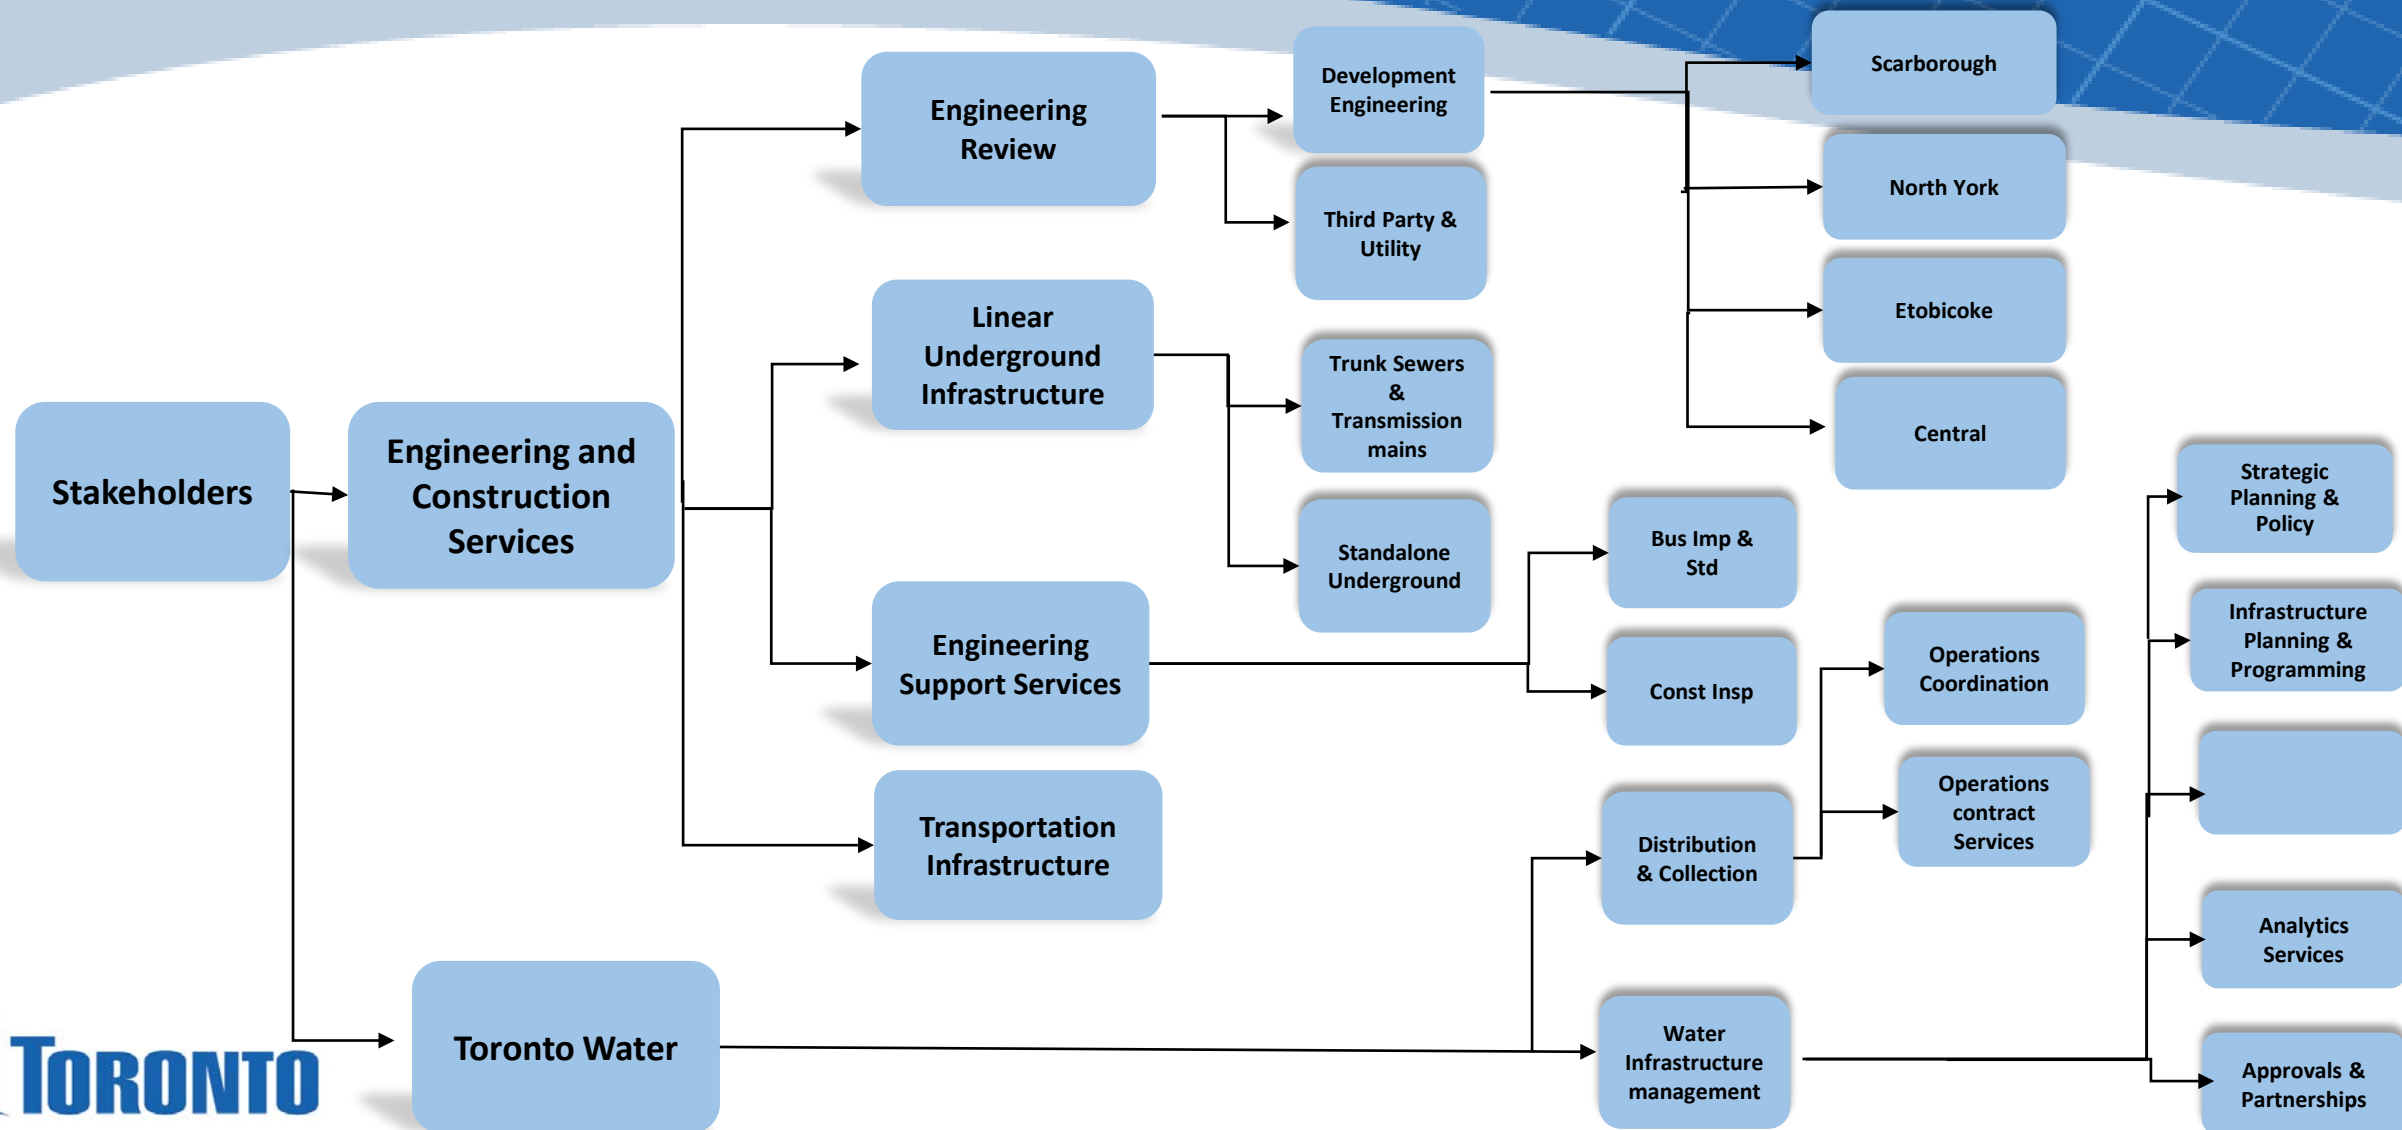 Stakeholders
Engineering and
Construction
Services
Toronto Water
Engineering
Review
Linear
Underground
Infrastructure
Engineering
Support Services
Transportation
Infrastructure
Development
Engineering
Third Party &
Utility
Trunk Sewers
&
Transmission
mains
Standalone
Underground
Bus Imp &
Std
Const Insp
Distribution
& Collection
Water
Infrastructure
management
Scarborough
North York
Etobicoke
Central
Operations
Coordination
Operations
contract
Services
Strategic
Planning &
Policy
Infrastructure
Planning &
Programming
Analytics
Services
Approvals &
Partnerships
TORONTO